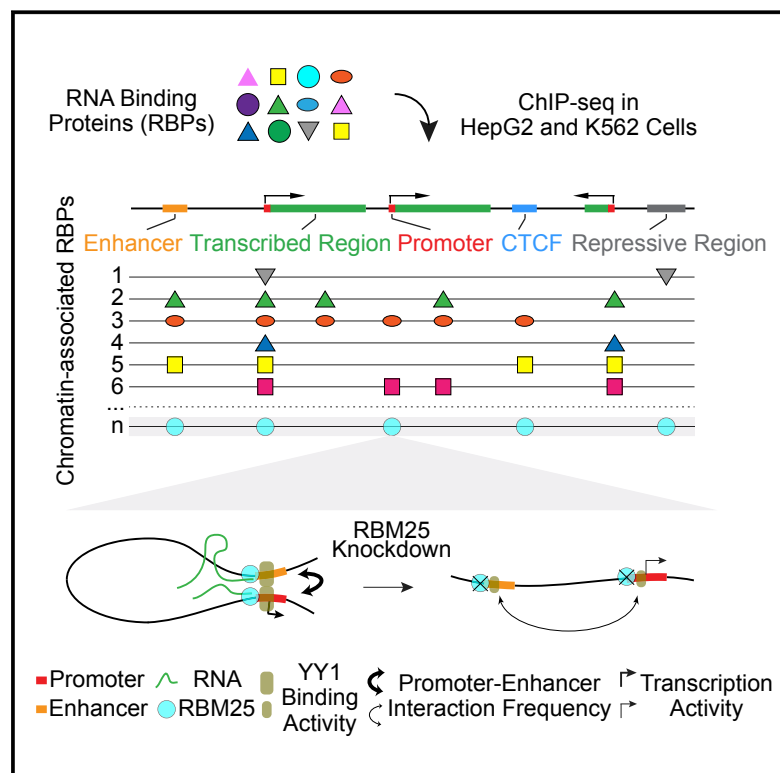 RNA Binding
Proteins (RBPs)
ChIP-seq in
HepG2 and K562 Cells
Enhancer Transcribed Region Promoter CTCF Repressive Region
Chromatin-associated RBPs
1
2
3
4
5
6
...
n
RBM25
Knockdown
Promoter
Enhancer
RNA
RBM25
YY1
Binding
Activity
Promoter-Enhancer
Interaction Frequency
Transcription
Activity